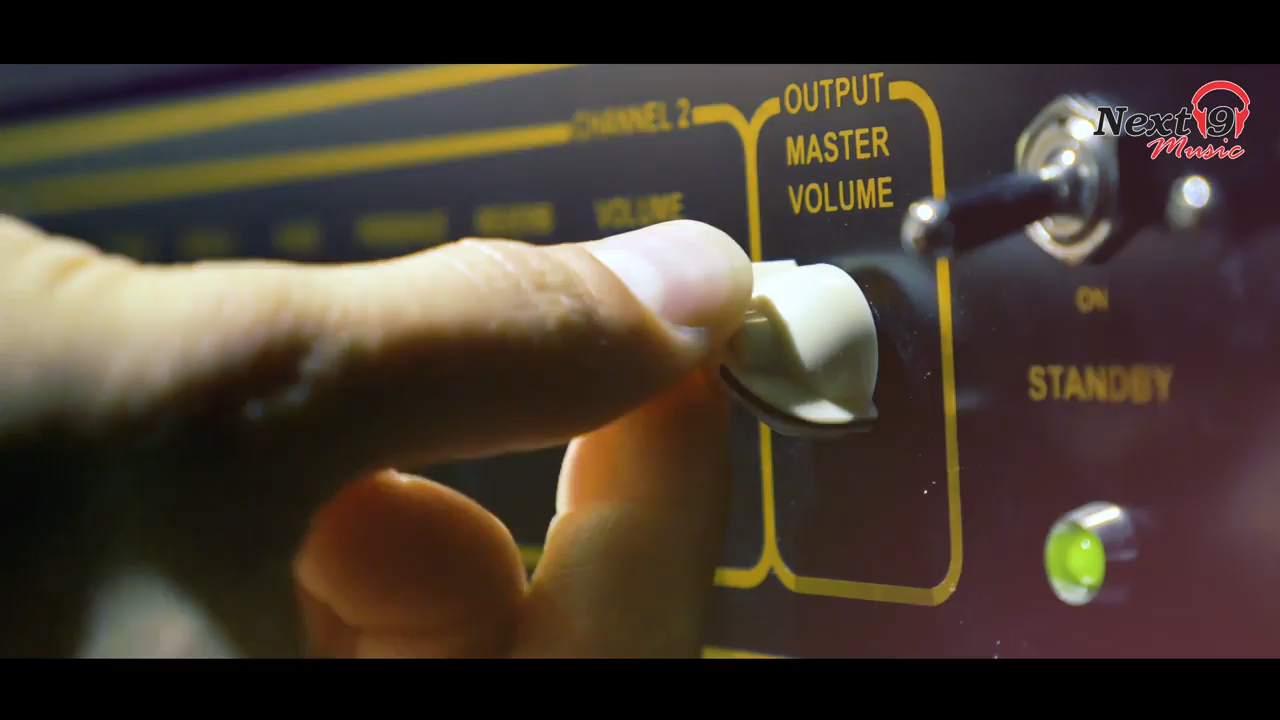 Next 9
Music
CHANNEL 2
OUTPUT
MASTER
VOLUME
VOLUME
ON
STANDBY